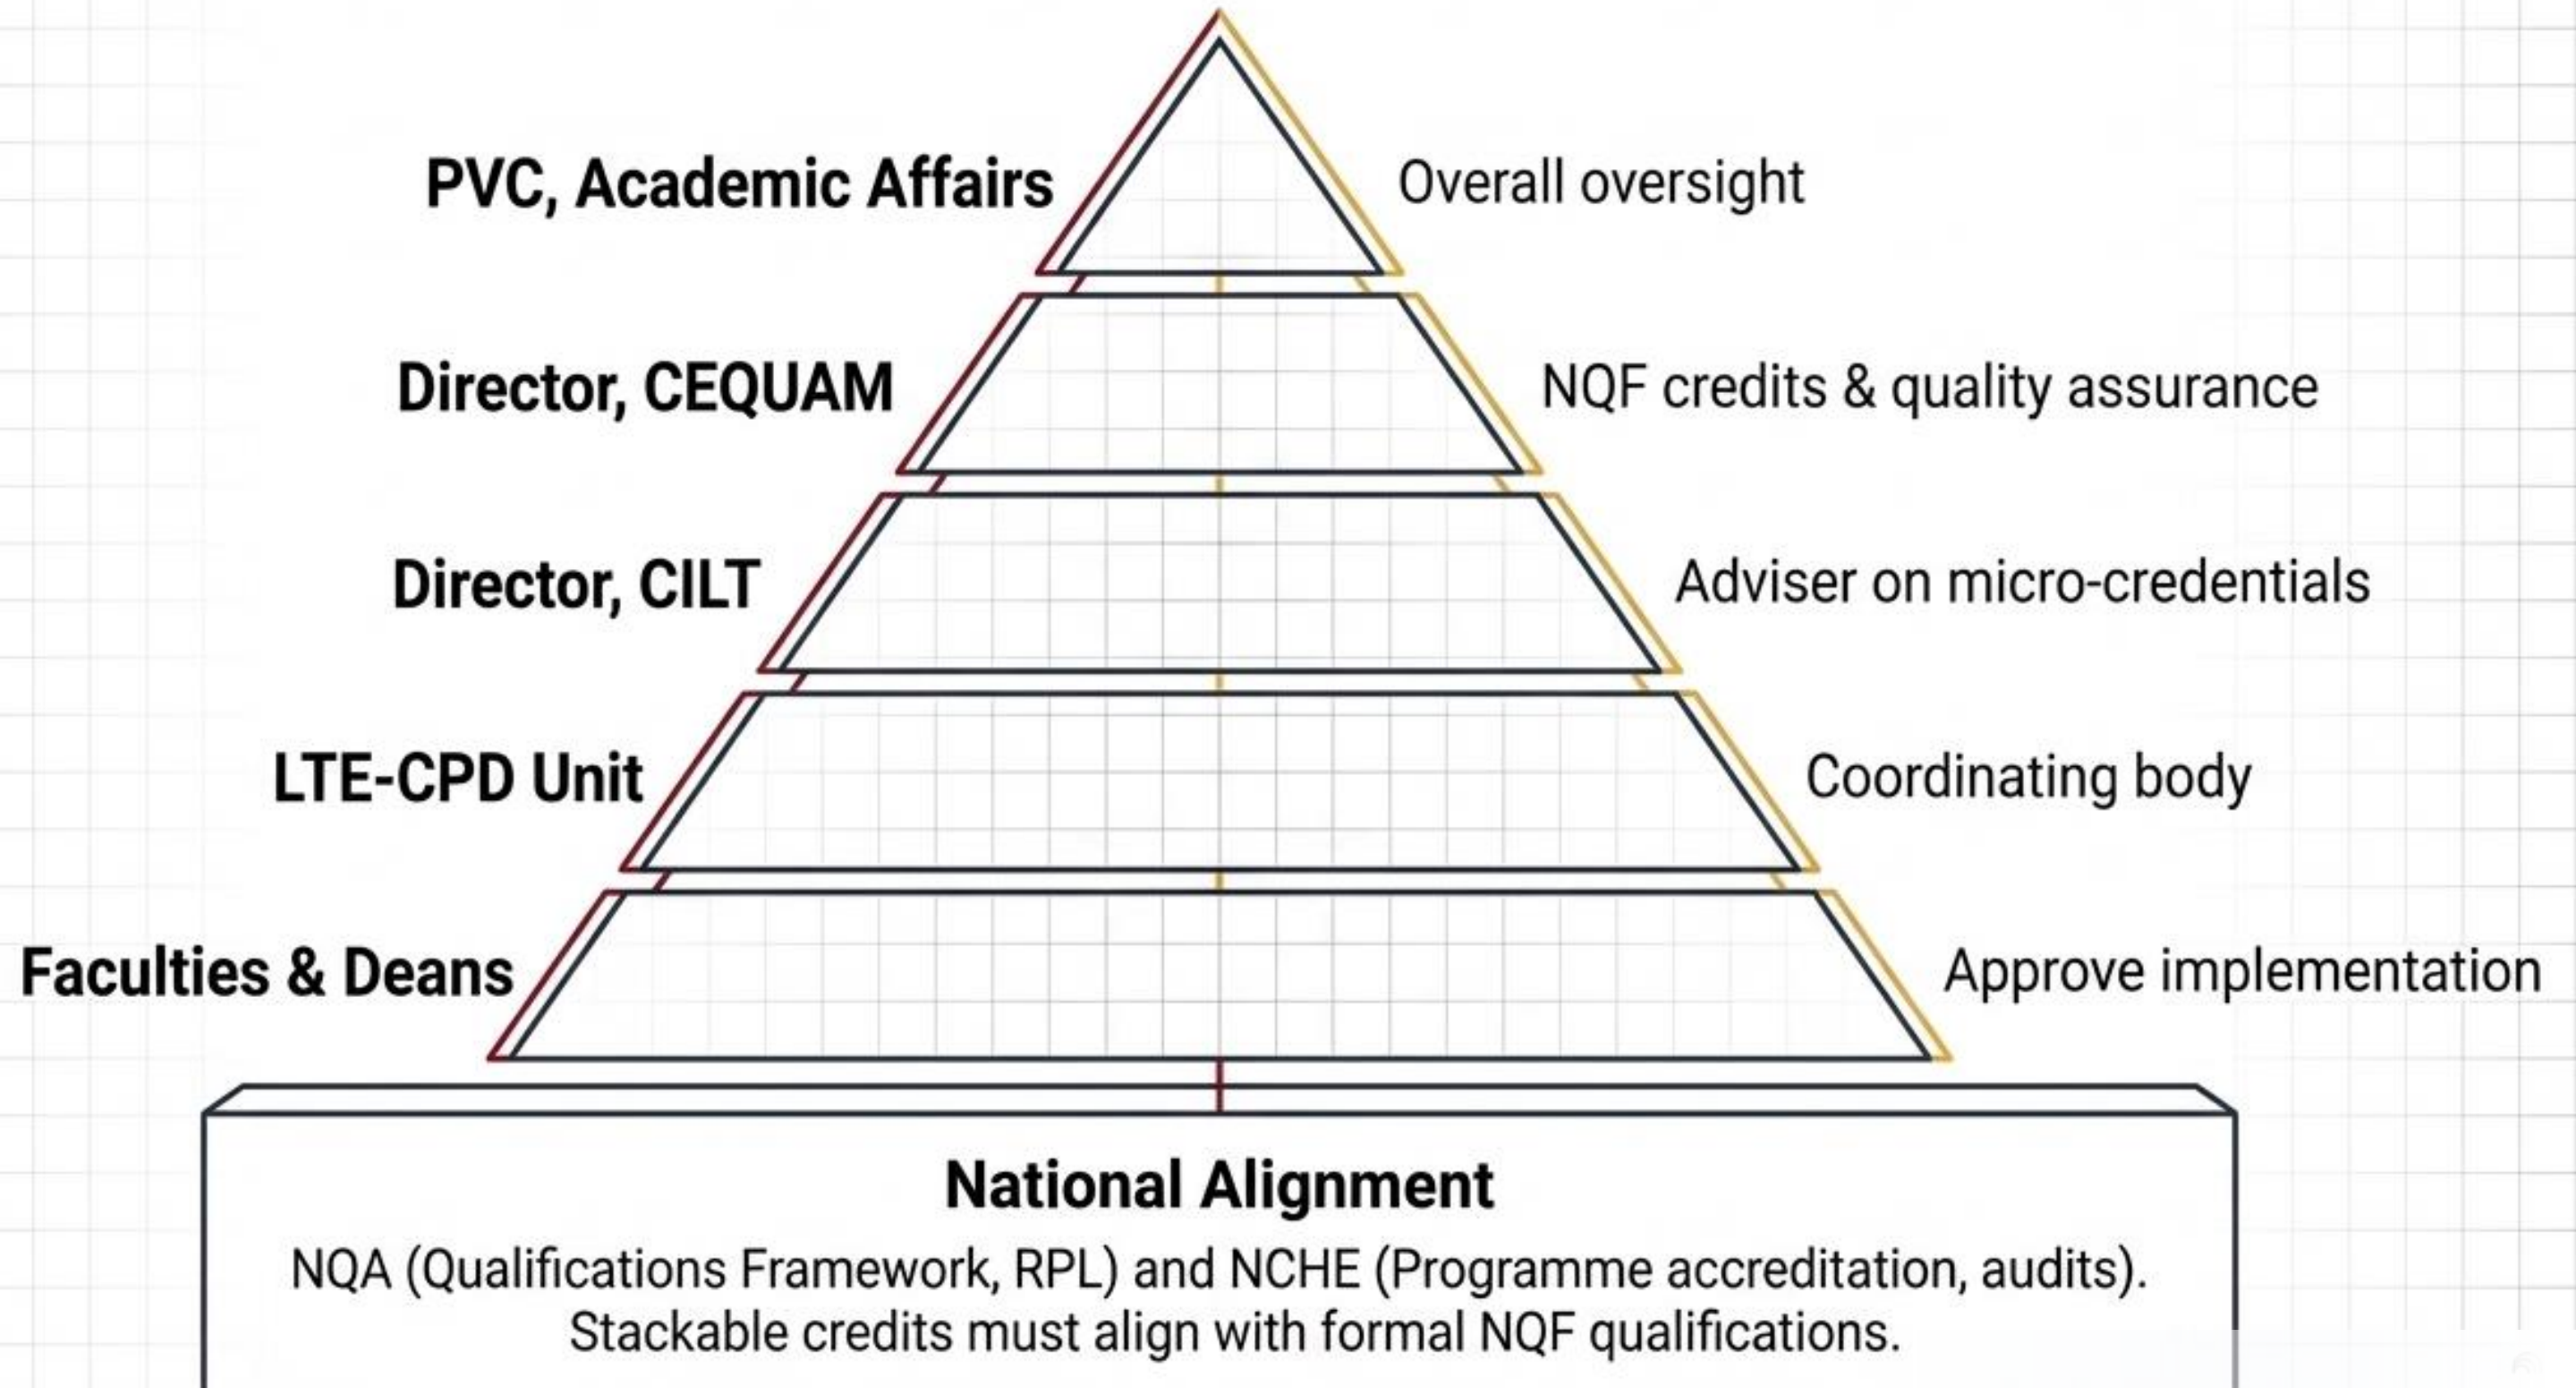 PVC, Academic Affairs
Overall oversight
Director, CEQUAM
NQF credits & quality assurance
Director, CILT
Adviser on micro-credentials
LTE-CPD Unit
Coordinating body
Faculties & Deans
Approve implementation
National Alignment
NQA (Qualifications Framework, RPL) and NCHE (Programme accreditation, audits).
Stackable credits must align with formal NQF qualifications.